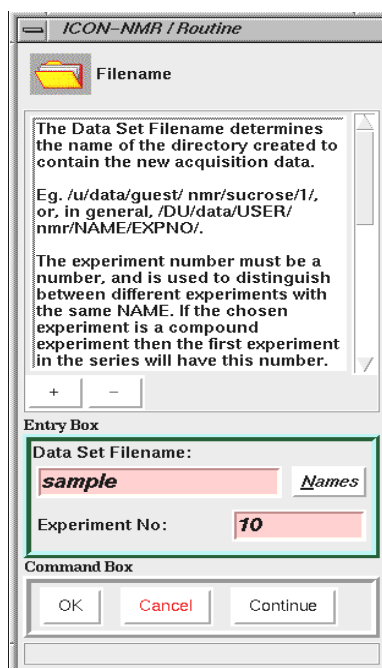 ICON-NMR / Routine
Filename
The Data Set Filename determines
the name of the directory created to
contain the new acquisition data.
Eg. /u/data/guest/ nmr/sucrose/1/,
or, in general, /DU/data/USER/
nmr/NAME/EXPNO/.
The experiment number must be a
number, and is used to distinguish
between different experiments with
the same NAME. If the chosen
experiment is a compound
experiment then the first experiment
in the series will have this number.
+ −
Entry Box
Data Set Filename:
sample Names
Experiment No: 10
Command Box
OK Cancel Continue